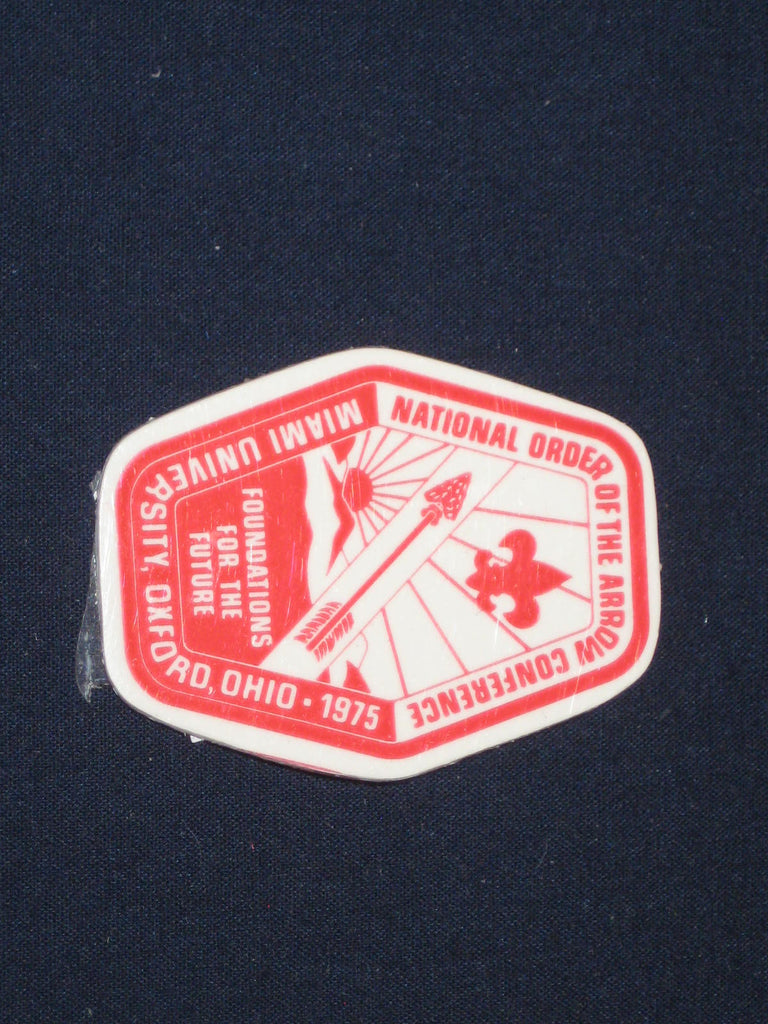 NATIONAL ORDER OF THE ARROW CONFERENCE
FOUNDATIONS
FOR THE
FUTURE
MIAMI UNIVERSITY, OXFORD, OHIO • 1975